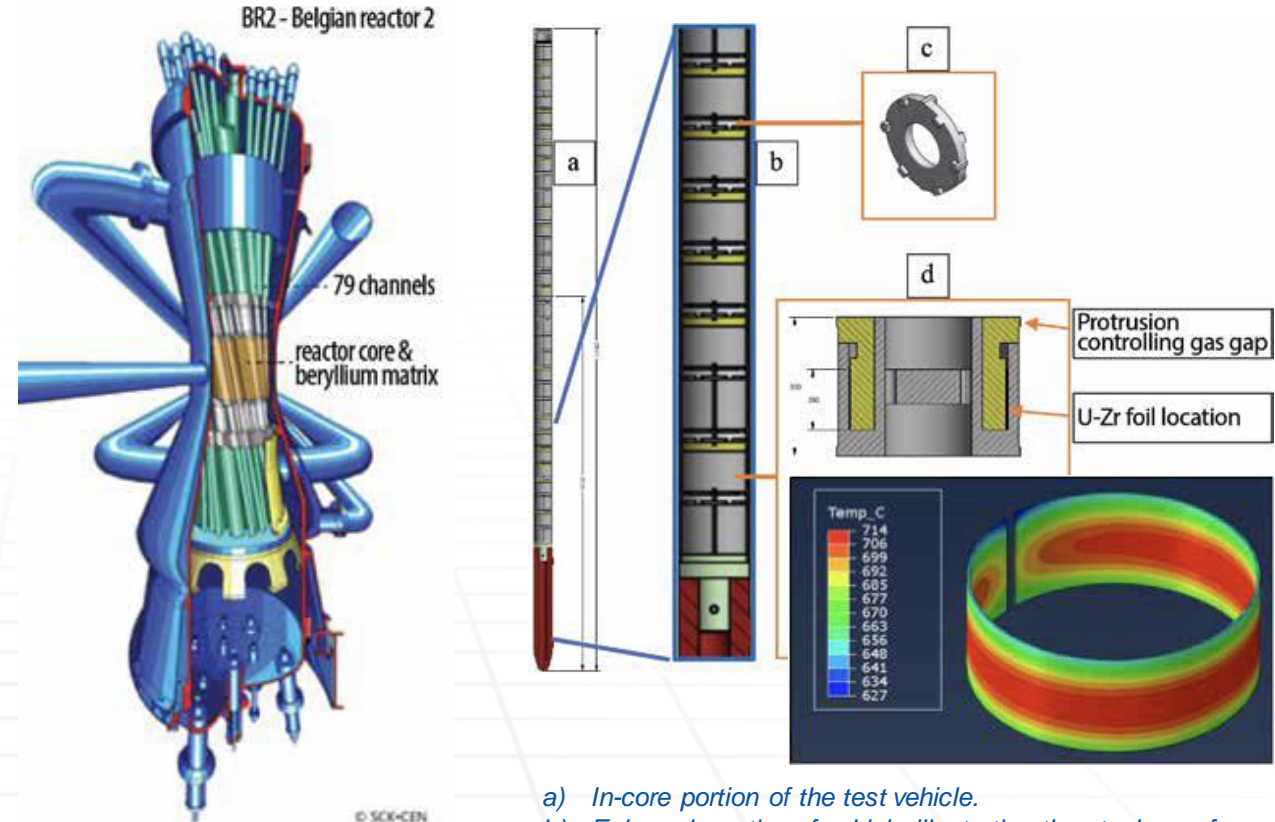 BR2 - Belgian reactor 2
79 channels
reactor core &
beryllium matrix
© SCK•CEN
a
b
c
d
Protrusion
controlling gas gap
U-Zr foil location
Temp_C
714
706
699
692
685
677
670
663
656
648
641
634
627
a) In-core portion of the test vehicle.